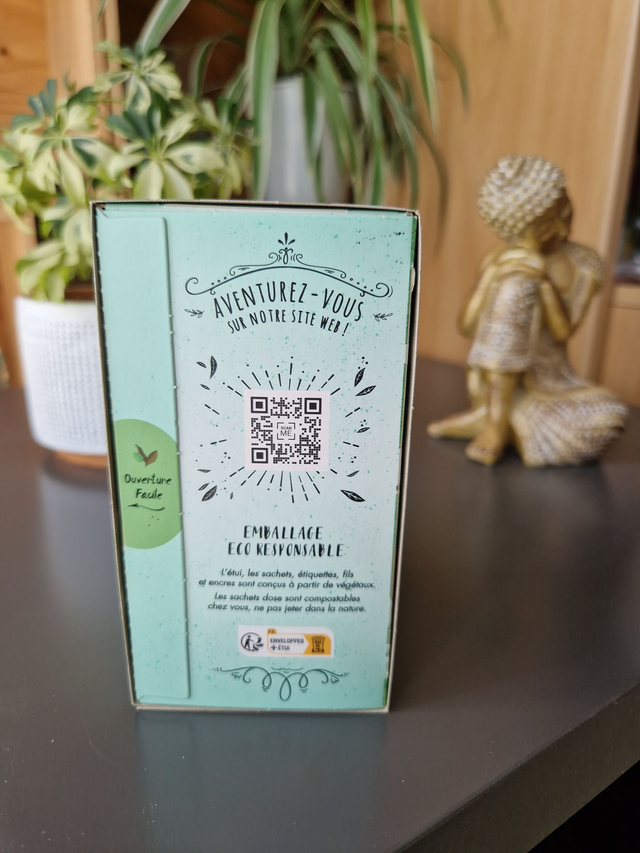 AVENTUREZ-VOUS
SUR NOTRE SITE WEB !
SCAN
ME
Ouverture
Facile
EMBALLAGE
ECO RESPONSABLE
L'étui, les sachets, étiquettes, fils
et encres sont conçus à partir de végétaux.
Les sachets dose sont compostables
chez vous, ne pas jeter dans la nature.
FR
ENVELOPPES
+ ÉTUI